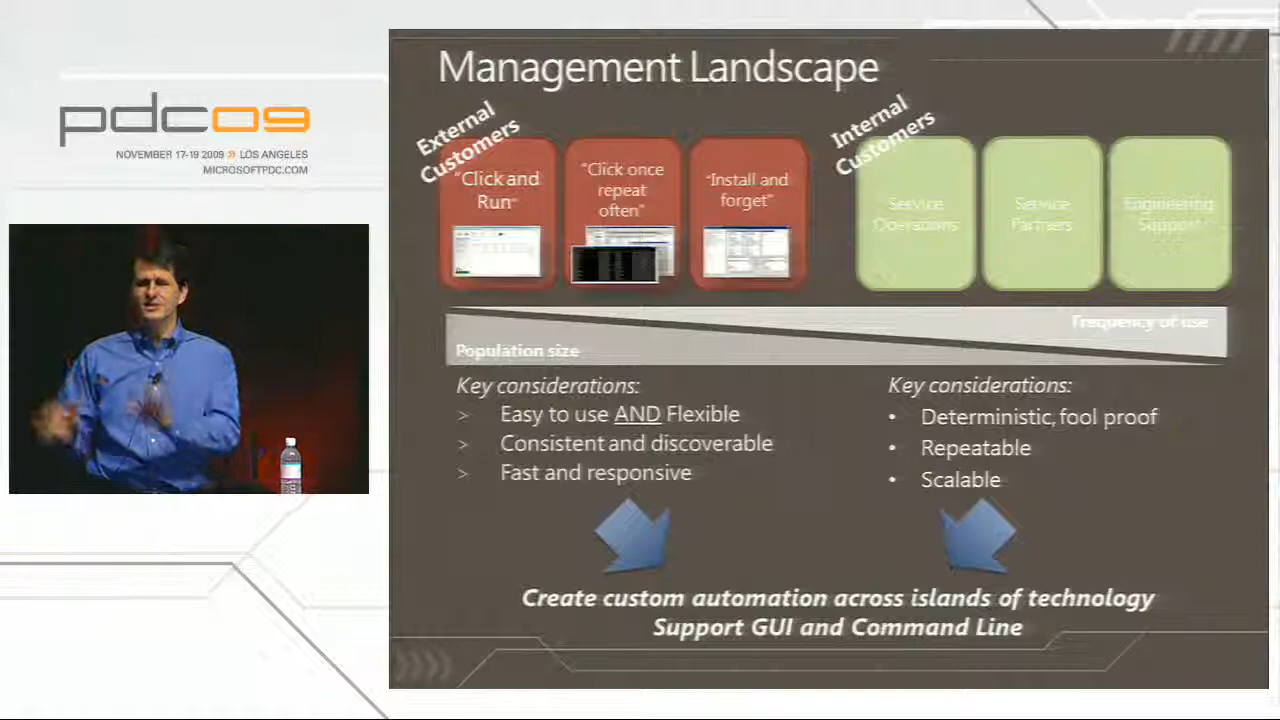 pdc09
NOVEMBER 17-19 2009 » LOS ANGELES
MICROSOFTPDC.COM
Management Landscape
External
Customers
"Click and
Run"
"Click once
repeat
often"
"Install and
forget"
Internal
Customers
Service
Operations
Service
Partners
Engineering
"Support"
Frequency of use
Population size
Key considerations:
> Easy to use AND Flexible
> Consistent and discoverable
> Fast and responsive
Key considerations:
• Deterministic, fool proof
• Repeatable
• Scalable
Create custom automation across islands of technology
Support GUI and Command Line